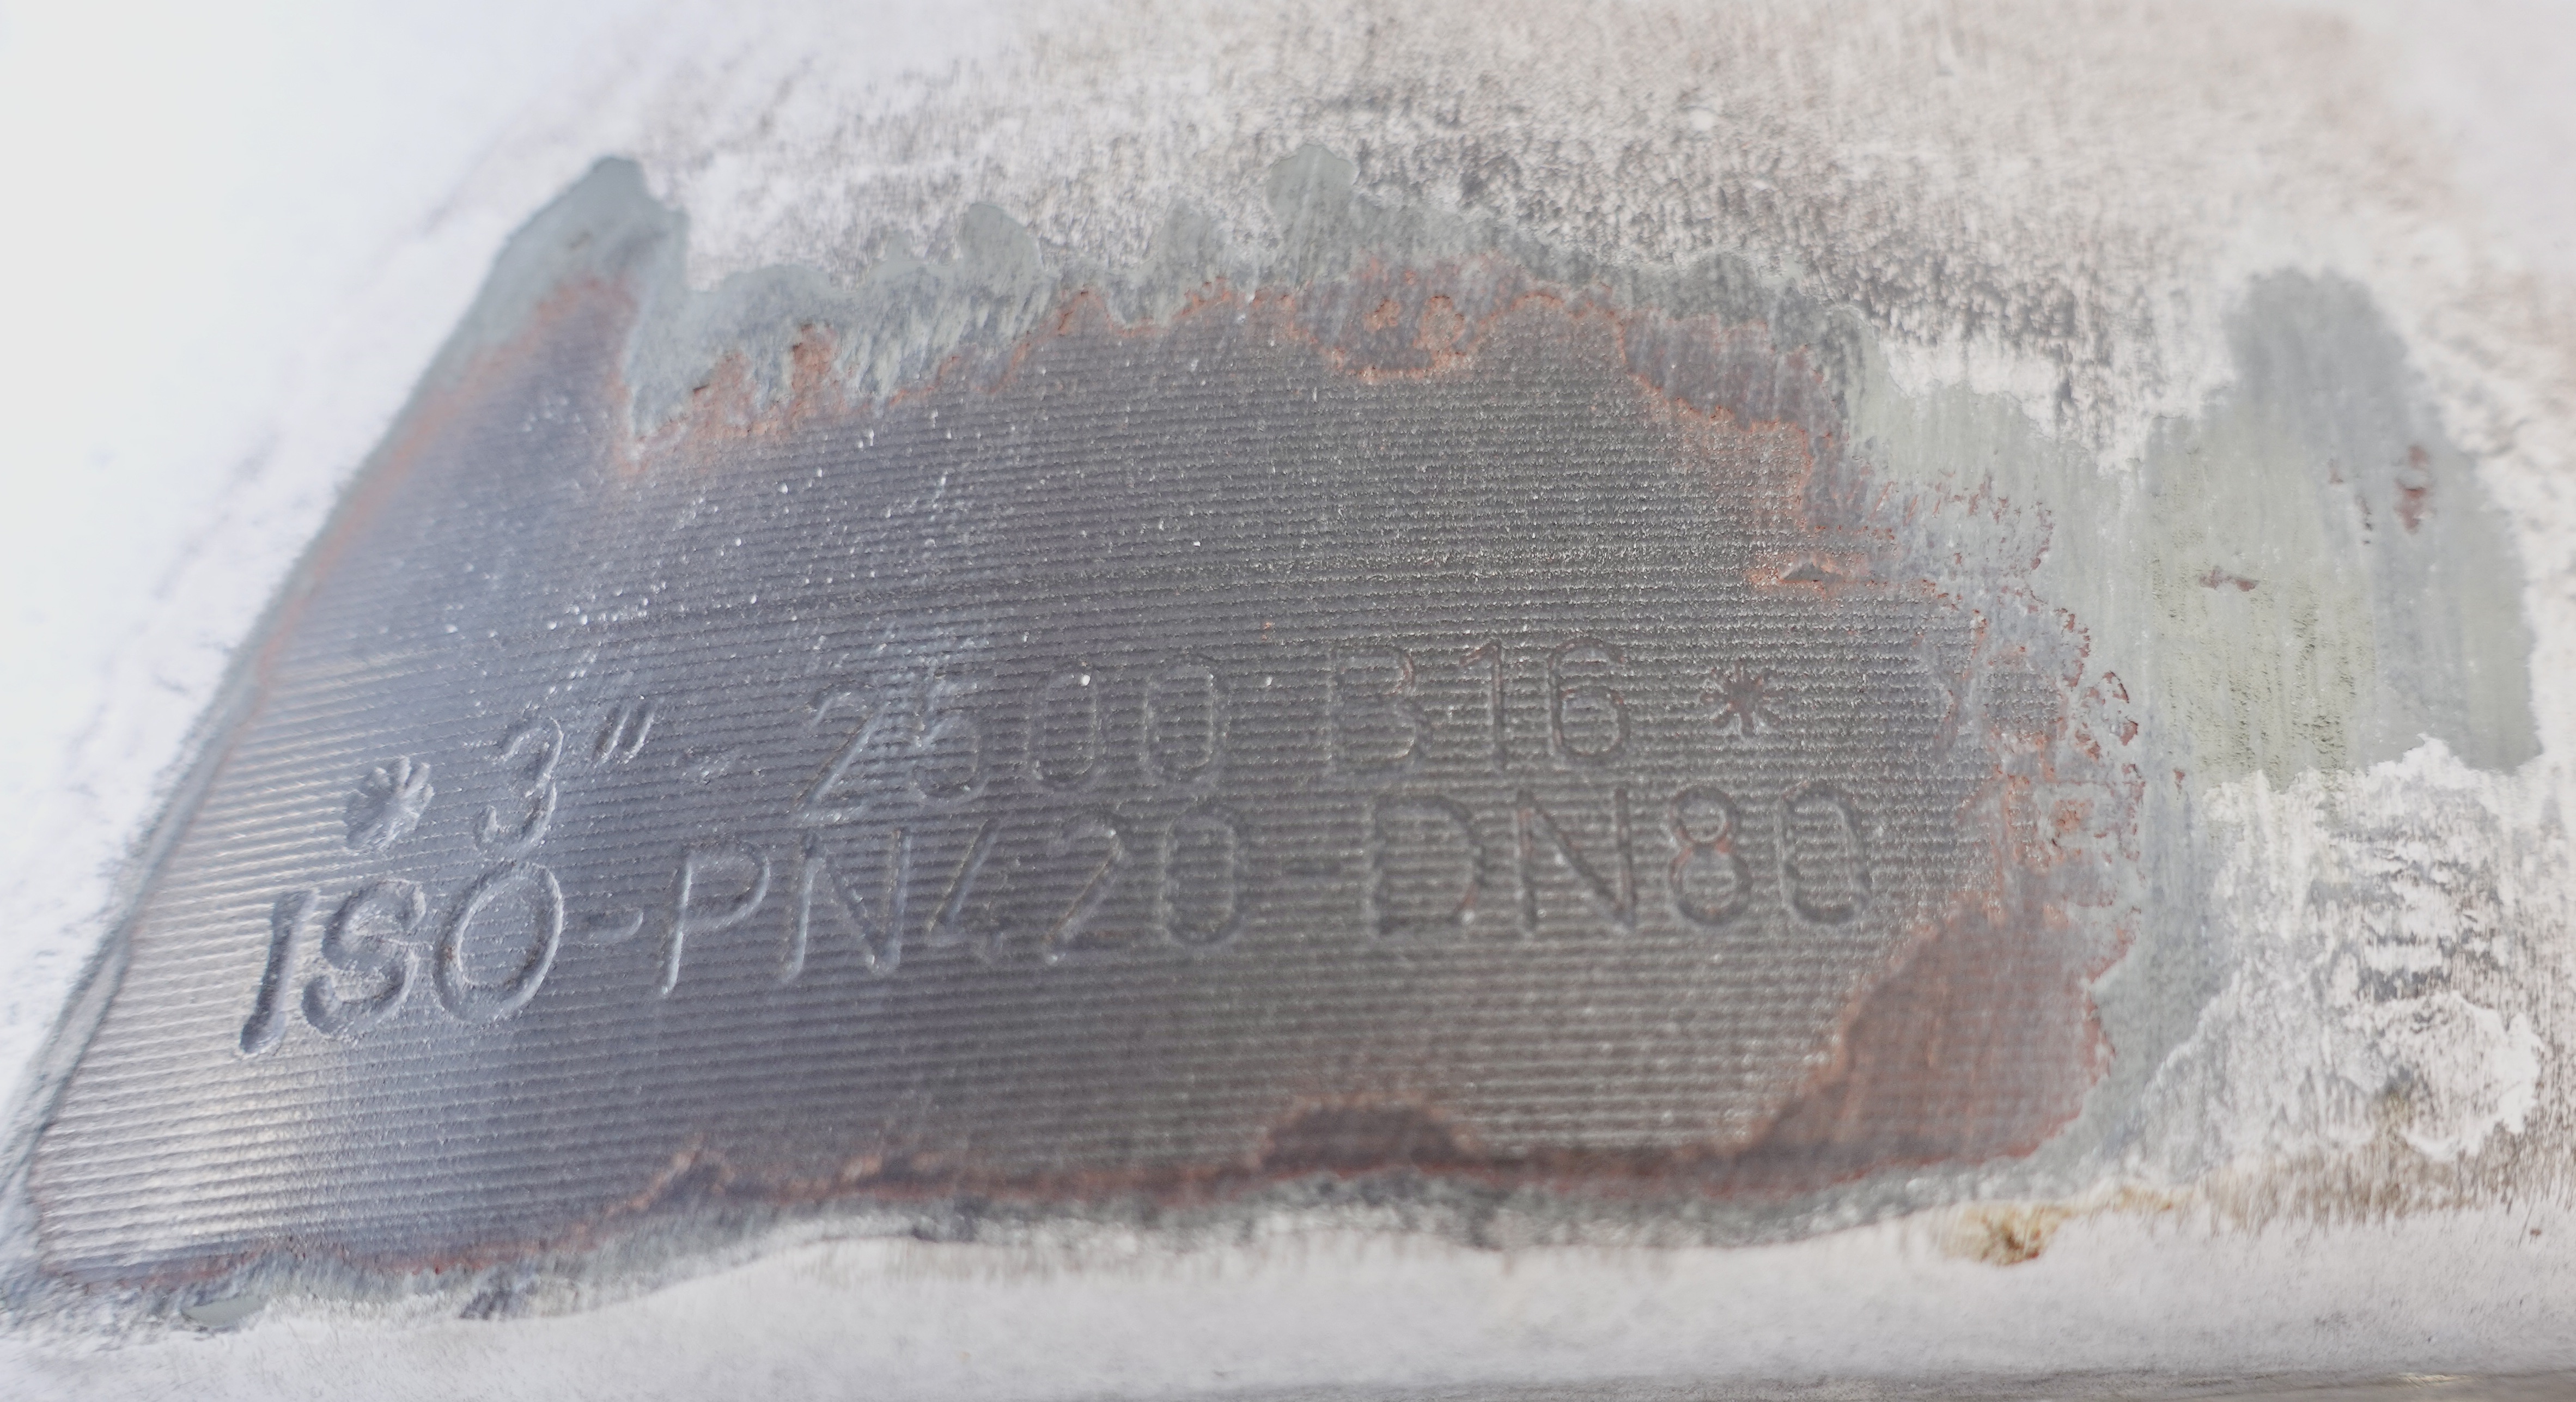 * 3" - 2500 B16 *
ISO-PN420-DN80